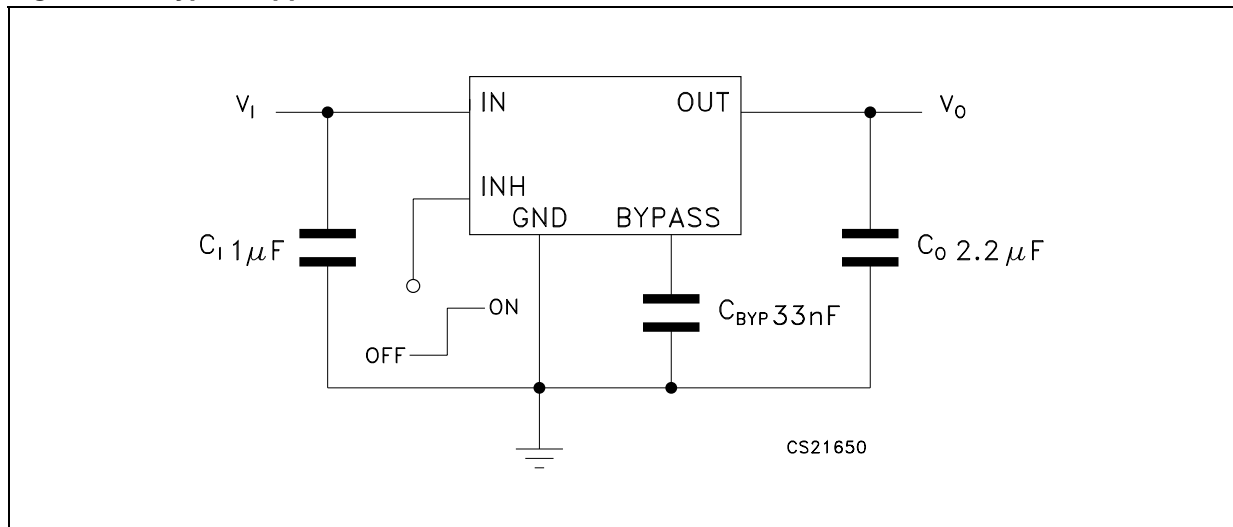 V_I
IN
OUT
V_O
INH
GND
BYPASS
C_I 1μF
C_O 2.2μF
C_BYP 33nF
ON
OFF
CS21650